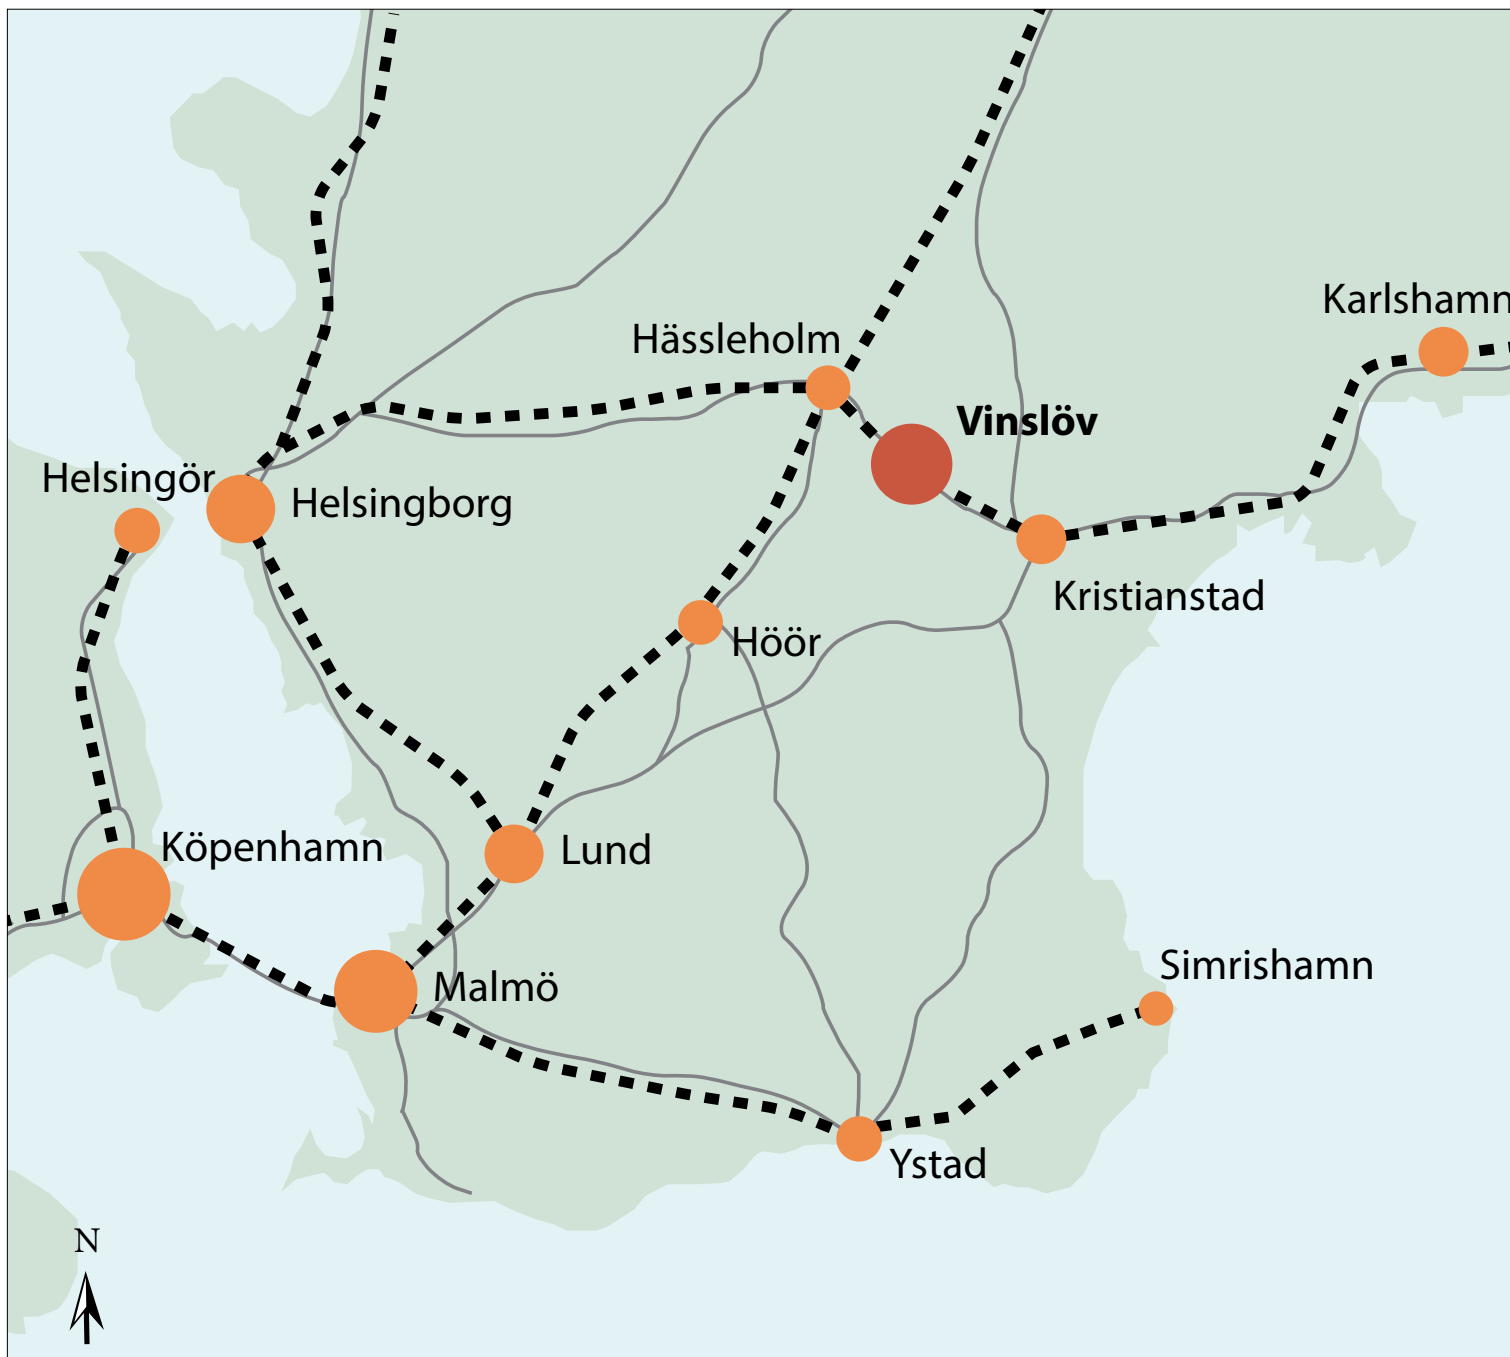 Karlshamn
Hässleholm
Vinslöv
Helsingör
Helsingborg
Kristianstad
Höör
Köpenhamn
Lund
Simrishamn
Malmö
Ystad
N